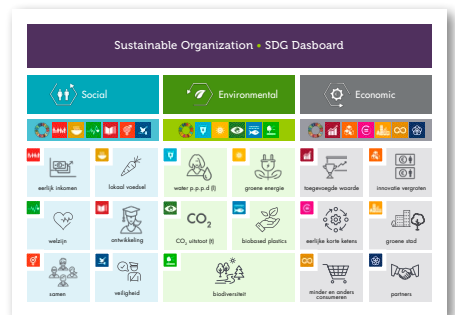 Sustainable Organization • SDG Dasboard
Social
Environmental
Economic
eerlijk inkomen
lokaal voedsel
water p.p.p.d (l)
groene energie
toegevoegde waarde
innovatie vergroten
welzijn
ontwikkeling
CO2
CO2 uitstoot (t)
biobased plastics
eerlijke korte ketens
groene stad
samen
veiligheid
biodiversiteit
minder en anders
consumeren
partners